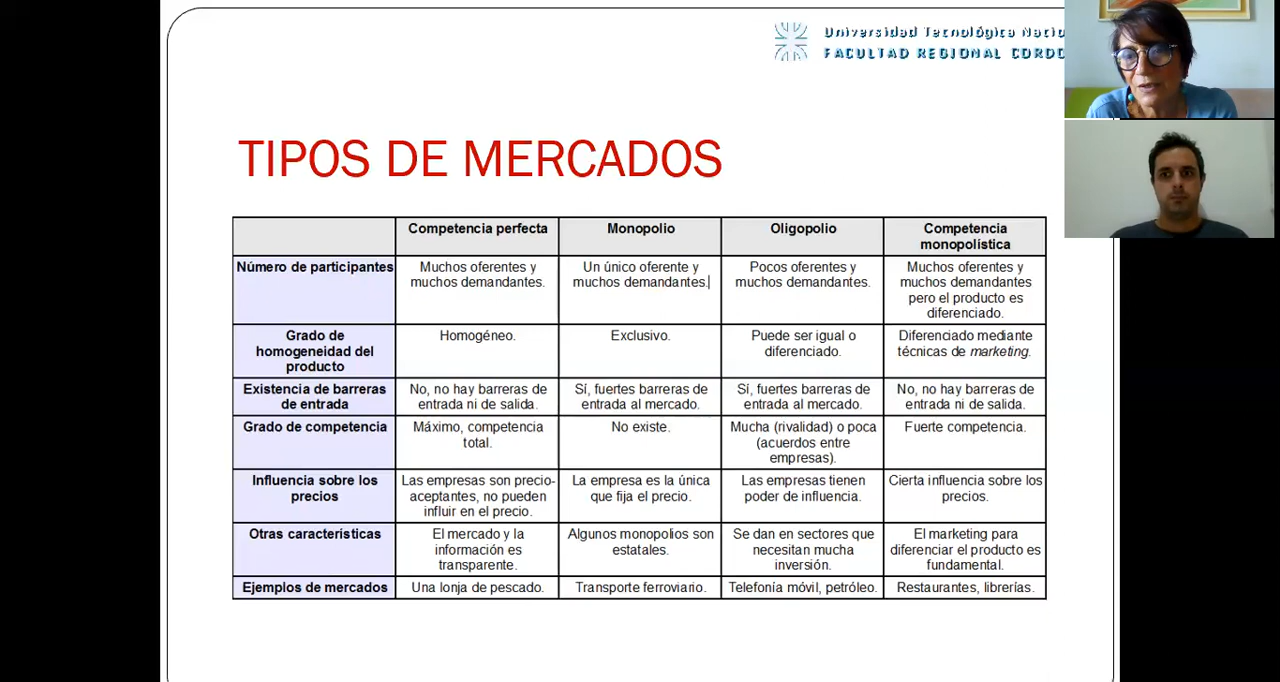 Universidad Tecnológica Nacio
FACULTAD REGIONAL CORDO
TIPOS DE MERCADOS
Competencia perfecta
Monopolio
Oligopolio
Competencia
monopolística
Número de participantes
Muchos oferentes y
muchos demandantes.
Un único oferente y
muchos demandantes.
Pocos oferentes y
muchos demandantes.
Muchos oferentes y
muchos demandantes
pero el producto es
diferenciado.
Grado de
homogeneidad del
producto
Homogéneo.
Exclusivo.
Puede ser igual o
diferenciado.
Diferenciado mediante
técnicas de marketing.
Existencia de barreras
de entrada
No, no hay barreras de
entrada ni de salida.
Sí, fuertes barreras de
entrada al mercado.
Sí, fuertes barreras de
entrada al mercado.
No, no hay barreras de
entrada ni de salida.
Grado de competencia
Máximo, competencia
total.
No existe.
Mucha (rivalidad) o poca
(acuerdos entre
empresas).
Fuerte competencia.
Influencia sobre los
precios
Las empresas son precio-
aceptantes, no pueden
influir en el precio.
La empresa es la única
que fija el precio.
Las empresas tienen
poder de influencia.
Cierta influencia sobre los
precios.
Otras características
El mercado y la
información es
transparente.
Algunos monopolios son
estatales.
Se dan en sectores que
necesitan mucha
inversión.
El marketing para
diferenciar el producto es
fundamental.
Ejemplos de mercados
Una lonja de pescado.
Transporte ferroviario.
Telefonía móvil, petróleo.
Restaurantes, librerías.